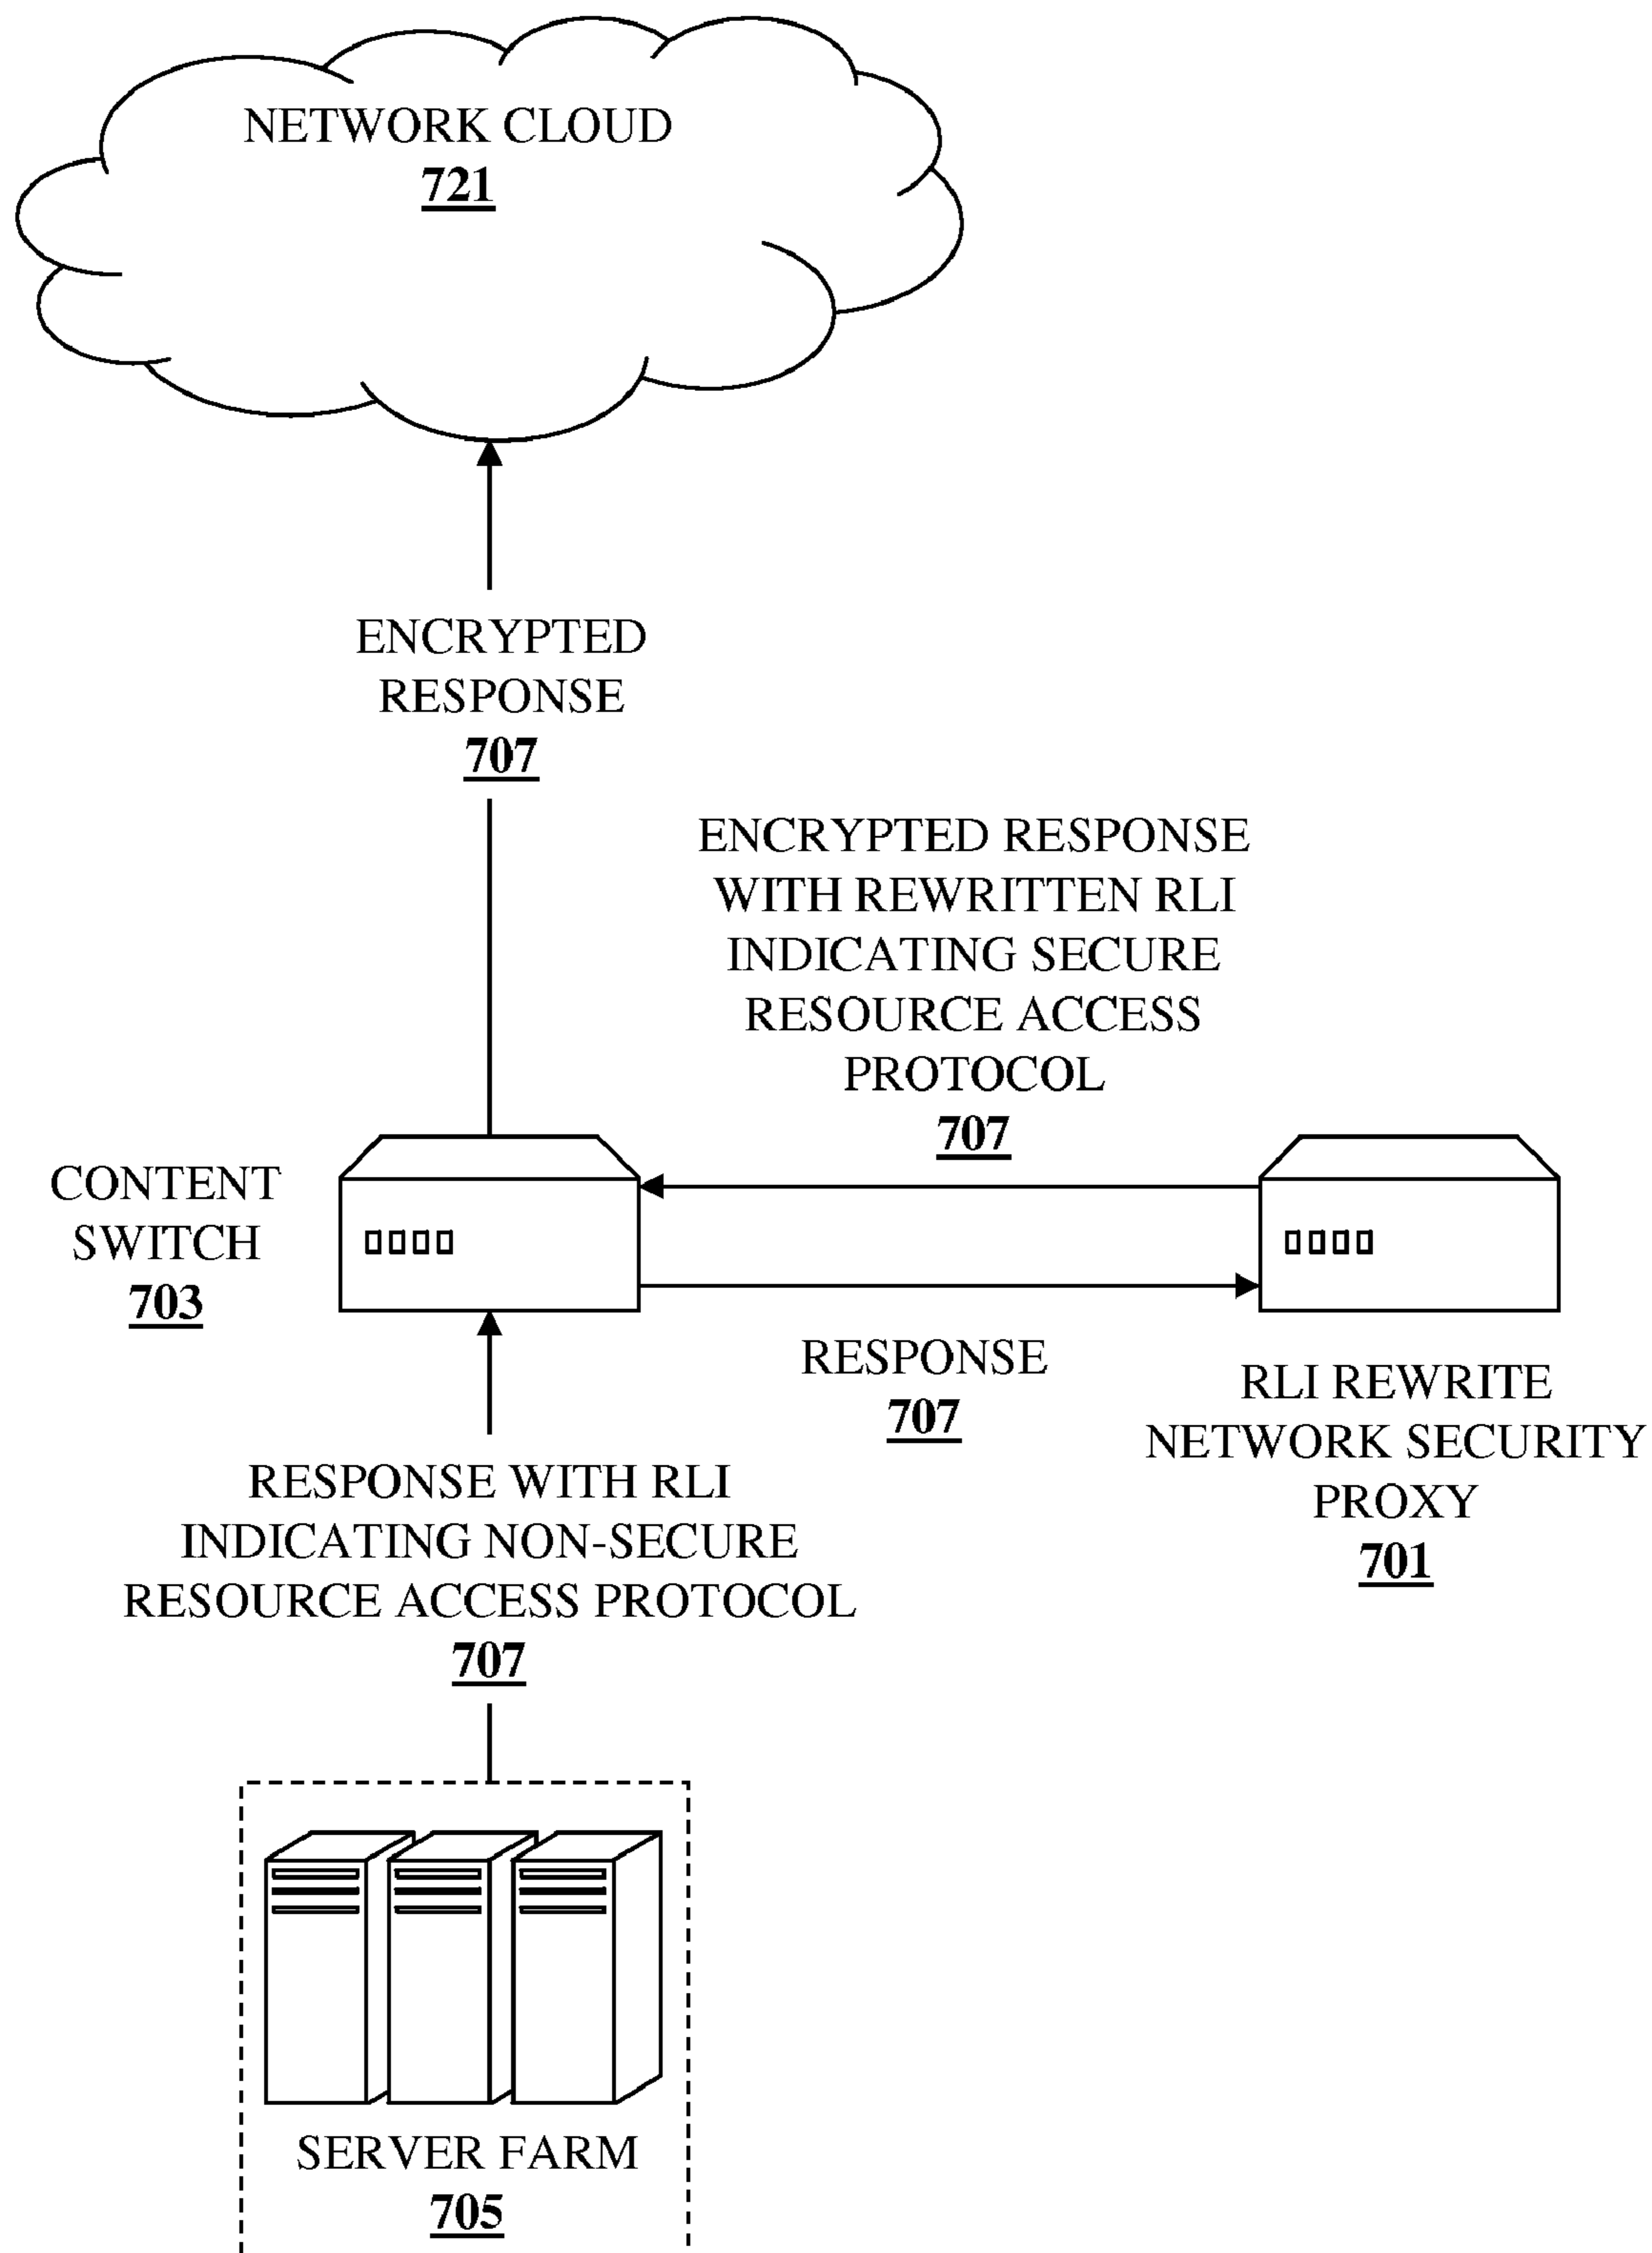 NETWORK CLOUD
721
ENCRYPTED
RESPONSE
707
ENCRYPTED RESPONSE
WITH REWRITTEN RLI
INDICATING SECURE
RESOURCE ACCESS
PROTOCOL
707
CONTENT
SWITCH
703
RESPONSE
707
RLI REWRITE
NETWORK SECURITY
PROXY
701
RESPONSE WITH RLI
INDICATING NON-SECURE
RESOURCE ACCESS PROTOCOL
707
SERVER FARM
705